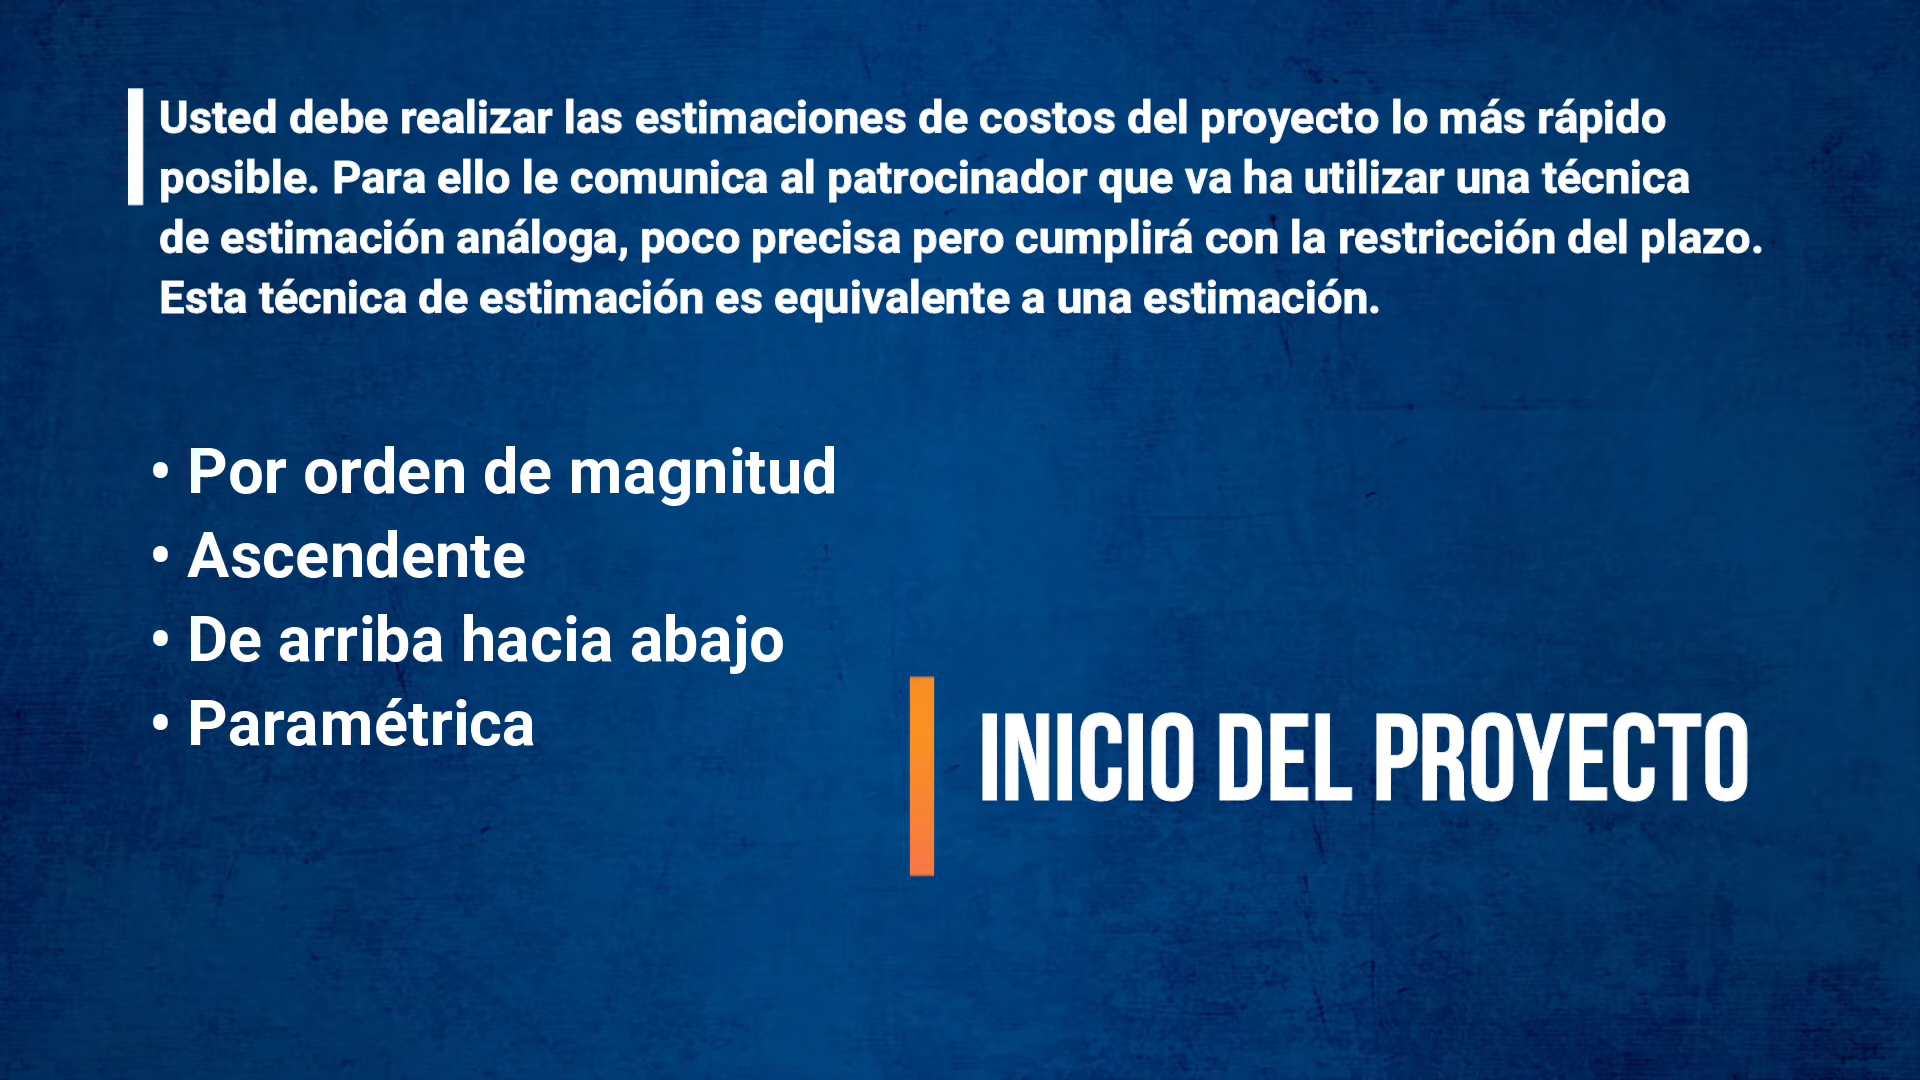 Usted debe realizar las estimaciones de costos del proyecto lo más rápido
posible. Para ello le comunica al patrocinador que va ha utilizar una técnica
de estimación análoga, poco precisa pero cumplirá con la restricción del plazo.
Esta técnica de estimación es equivalente a una estimación.
• Por orden de magnitud
• Ascendente
• De arriba hacia abajo
• Paramétrica
INICIO DEL PROYECTO